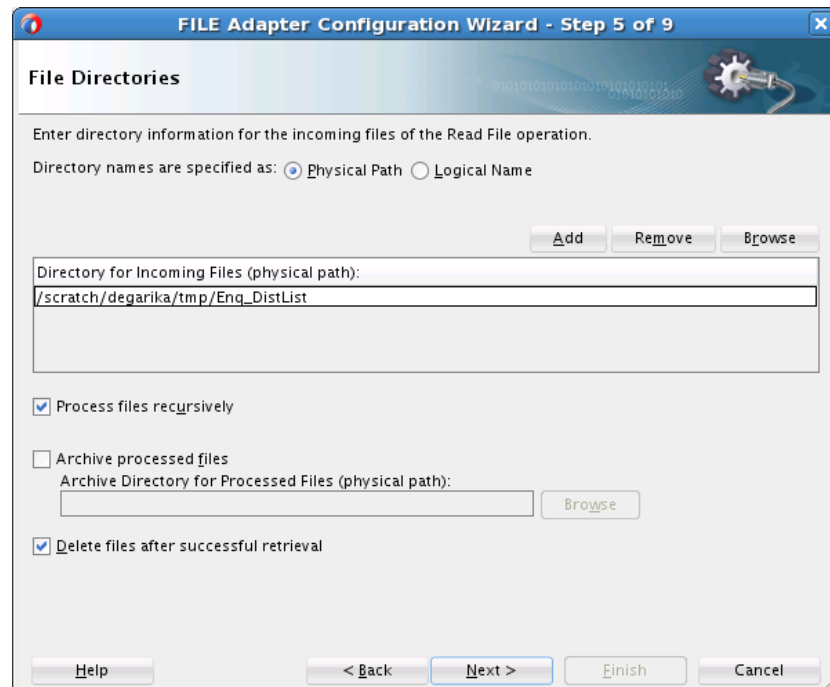 FILE Adapter Configuration Wizard - Step 5 of 9
File Directories
Enter directory information for the incoming files of the Read File operation.
Directory names are specified as: Physical Path Logical Name
Add Remove Browse
Directory for Incoming Files (physical path):
/scratch/degarika/tmp/Enq_DistList
Process files recursively
Archive processed files
Archive Directory for Processed Files (physical path):
Browse
Delete files after successful retrieval
Help < Back Next > Finish Cancel